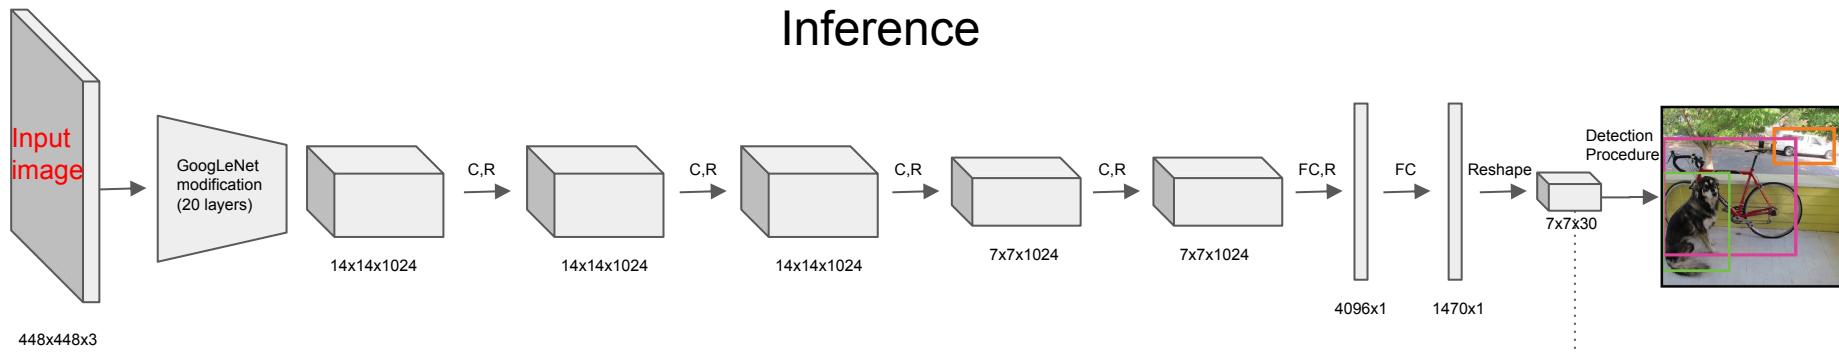 Inference
Input
image
448x448x3
GoogLeNet
modification
(20 layers)
14x14x1024
C,R
14x14x1024
C,R
14x14x1024
C,R
7x7x1024
C,R
7x7x1024
FC,R
4096x1
FC
1470x1
Reshape
7x7x30
Detection
Procedure